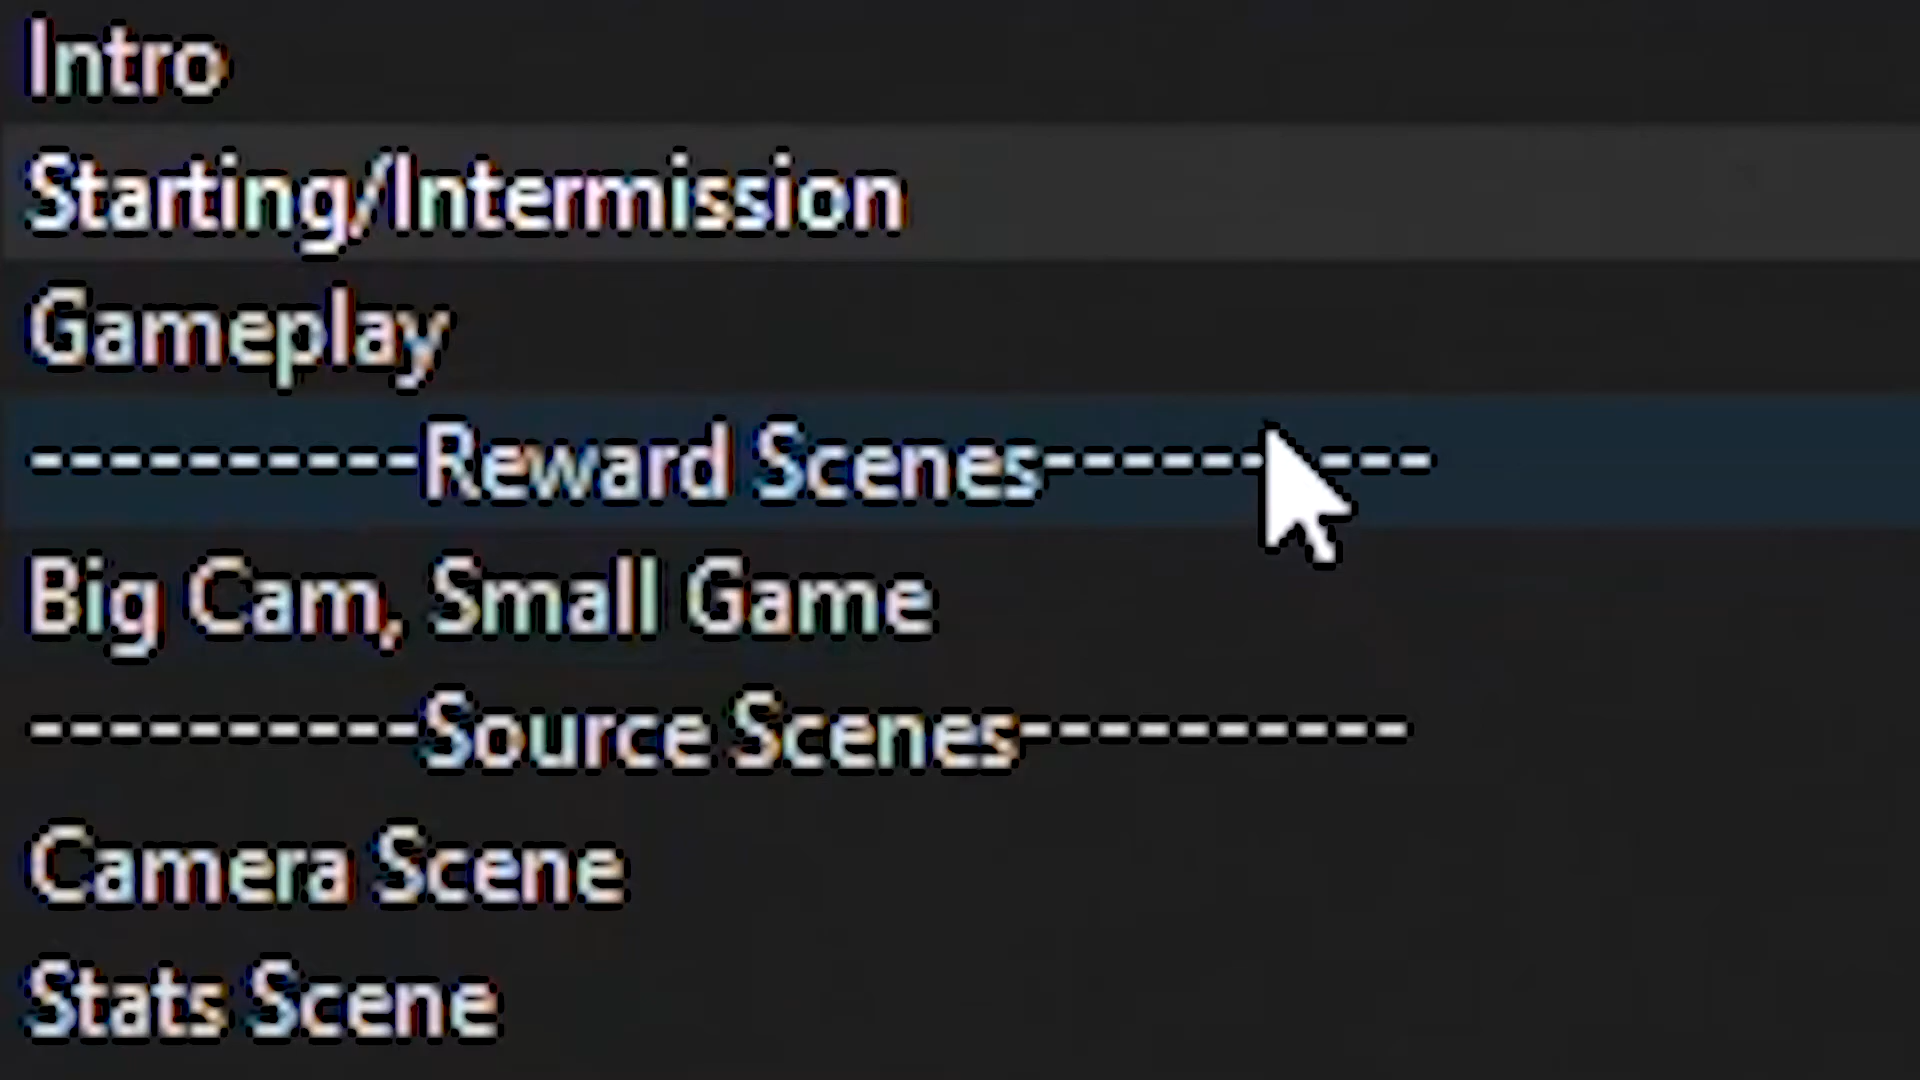 Intro
Starting/Intermission
Gameplay
----------Reward Scenes----------
Big Cam, Small Game
----------Source Scenes----------
Camera Scene
Stats Scene